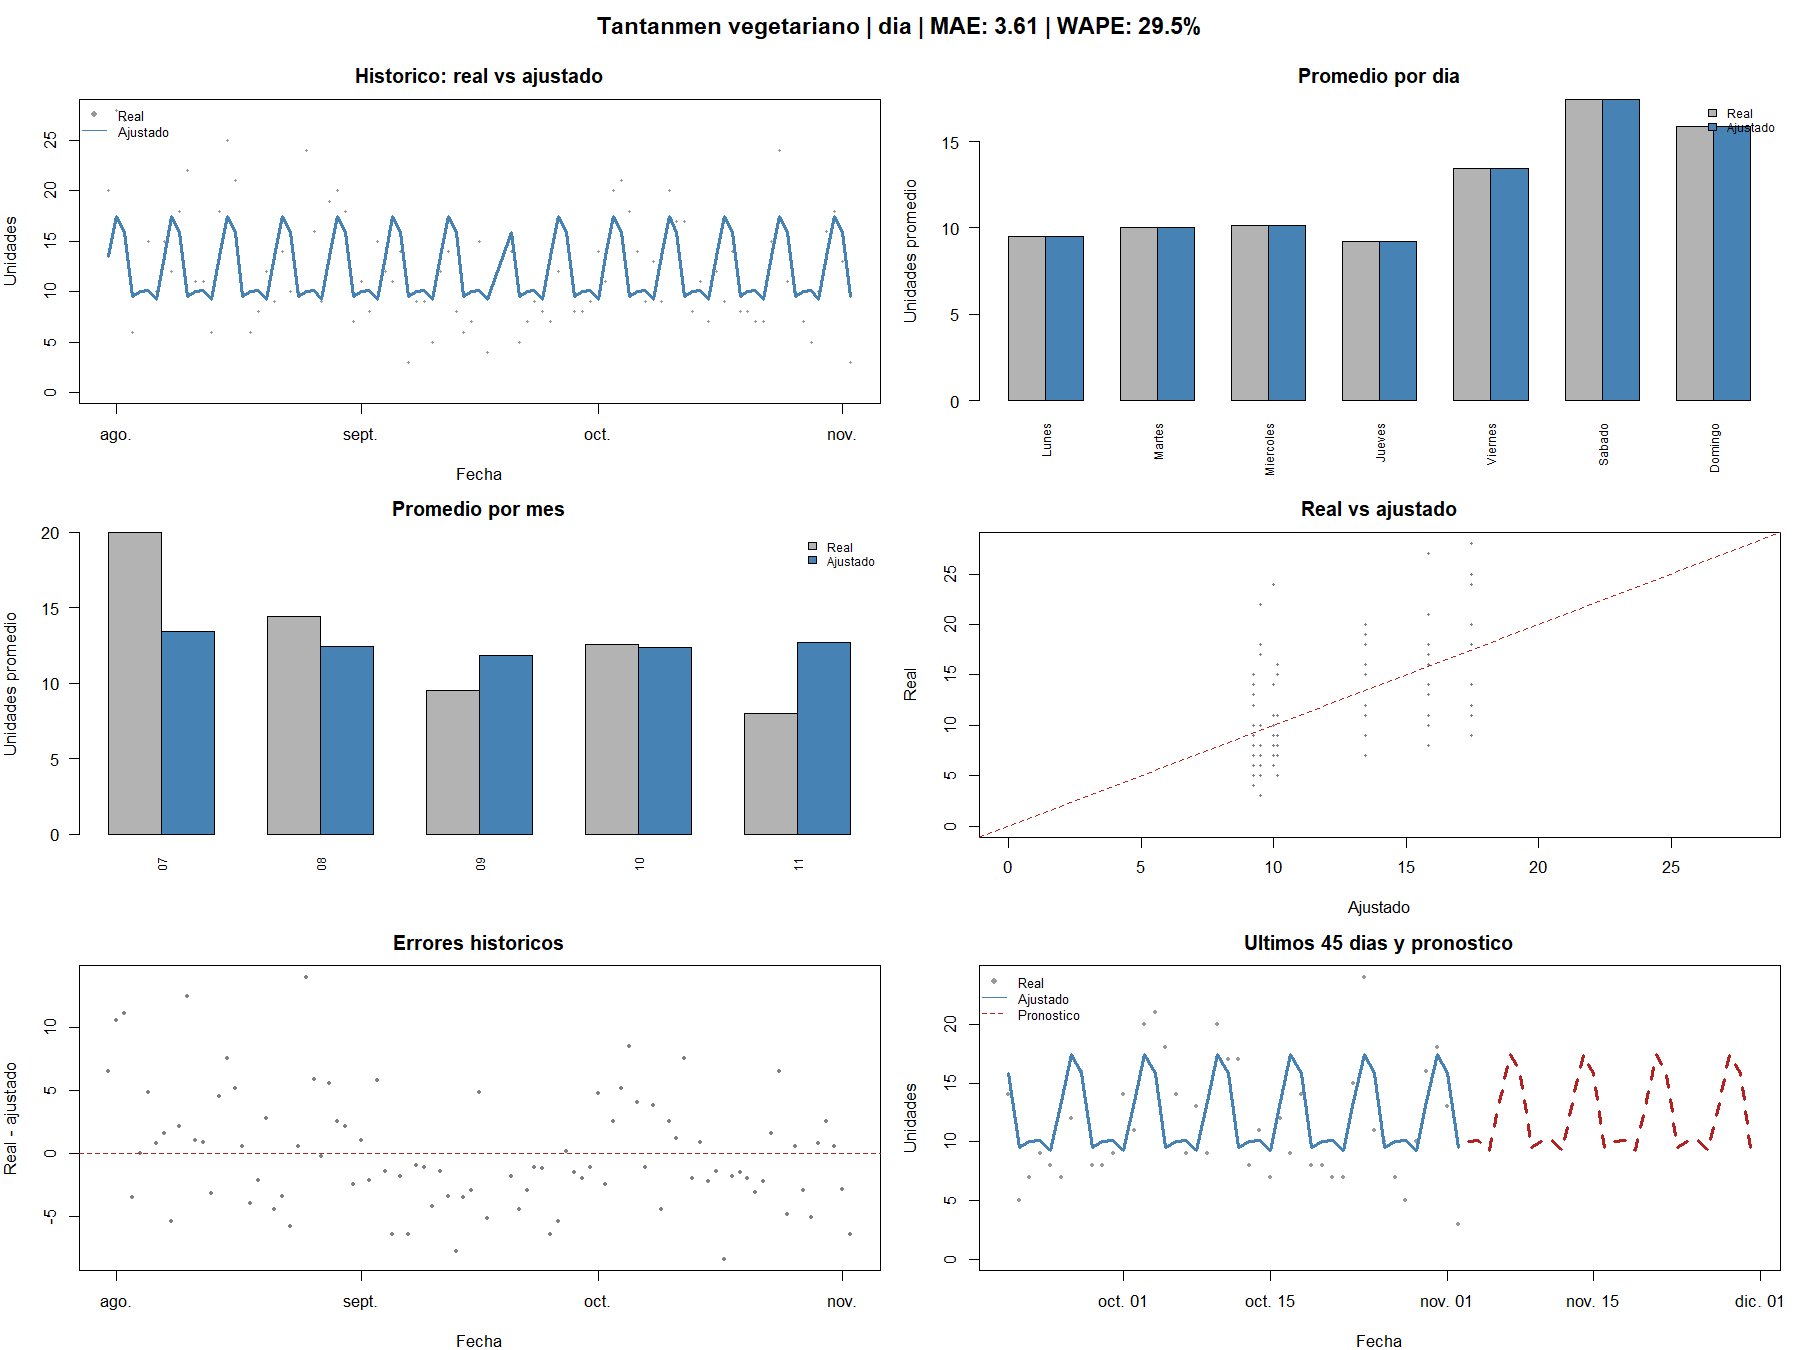 Tantanmen vegetariano | dia | MAE: 3.61 | WAPE: 29.5%
Historico: real vs ajustado
Real
Ajustado
Unidades
0
5
10
15
20
25
ago.
sept.
oct.
nov.
Fecha
Promedio por dia
Real
Ajustado
Unidades promedio
0
5
10
15
Lunes
Martes
Miercoles
Jueves
Viernes
Sabado
Domingo
Promedio por mes
Real
Ajustado
Unidades promedio
0
5
10
15
20
07
08
09
10
11
Real vs ajustado
Real
0
5
10
15
20
25
0
5
10
15
20
25
Ajustado
Errores historicos
Real - ajustado
-5
0
5
10
ago.
sept.
oct.
nov.
Fecha
Ultimos 45 dias y pronostico
Real
Ajustado
Pronostico
Unidades
0
5
10
15
20
oct. 01
oct. 15
nov. 01
nov. 15
dic. 01
Fecha